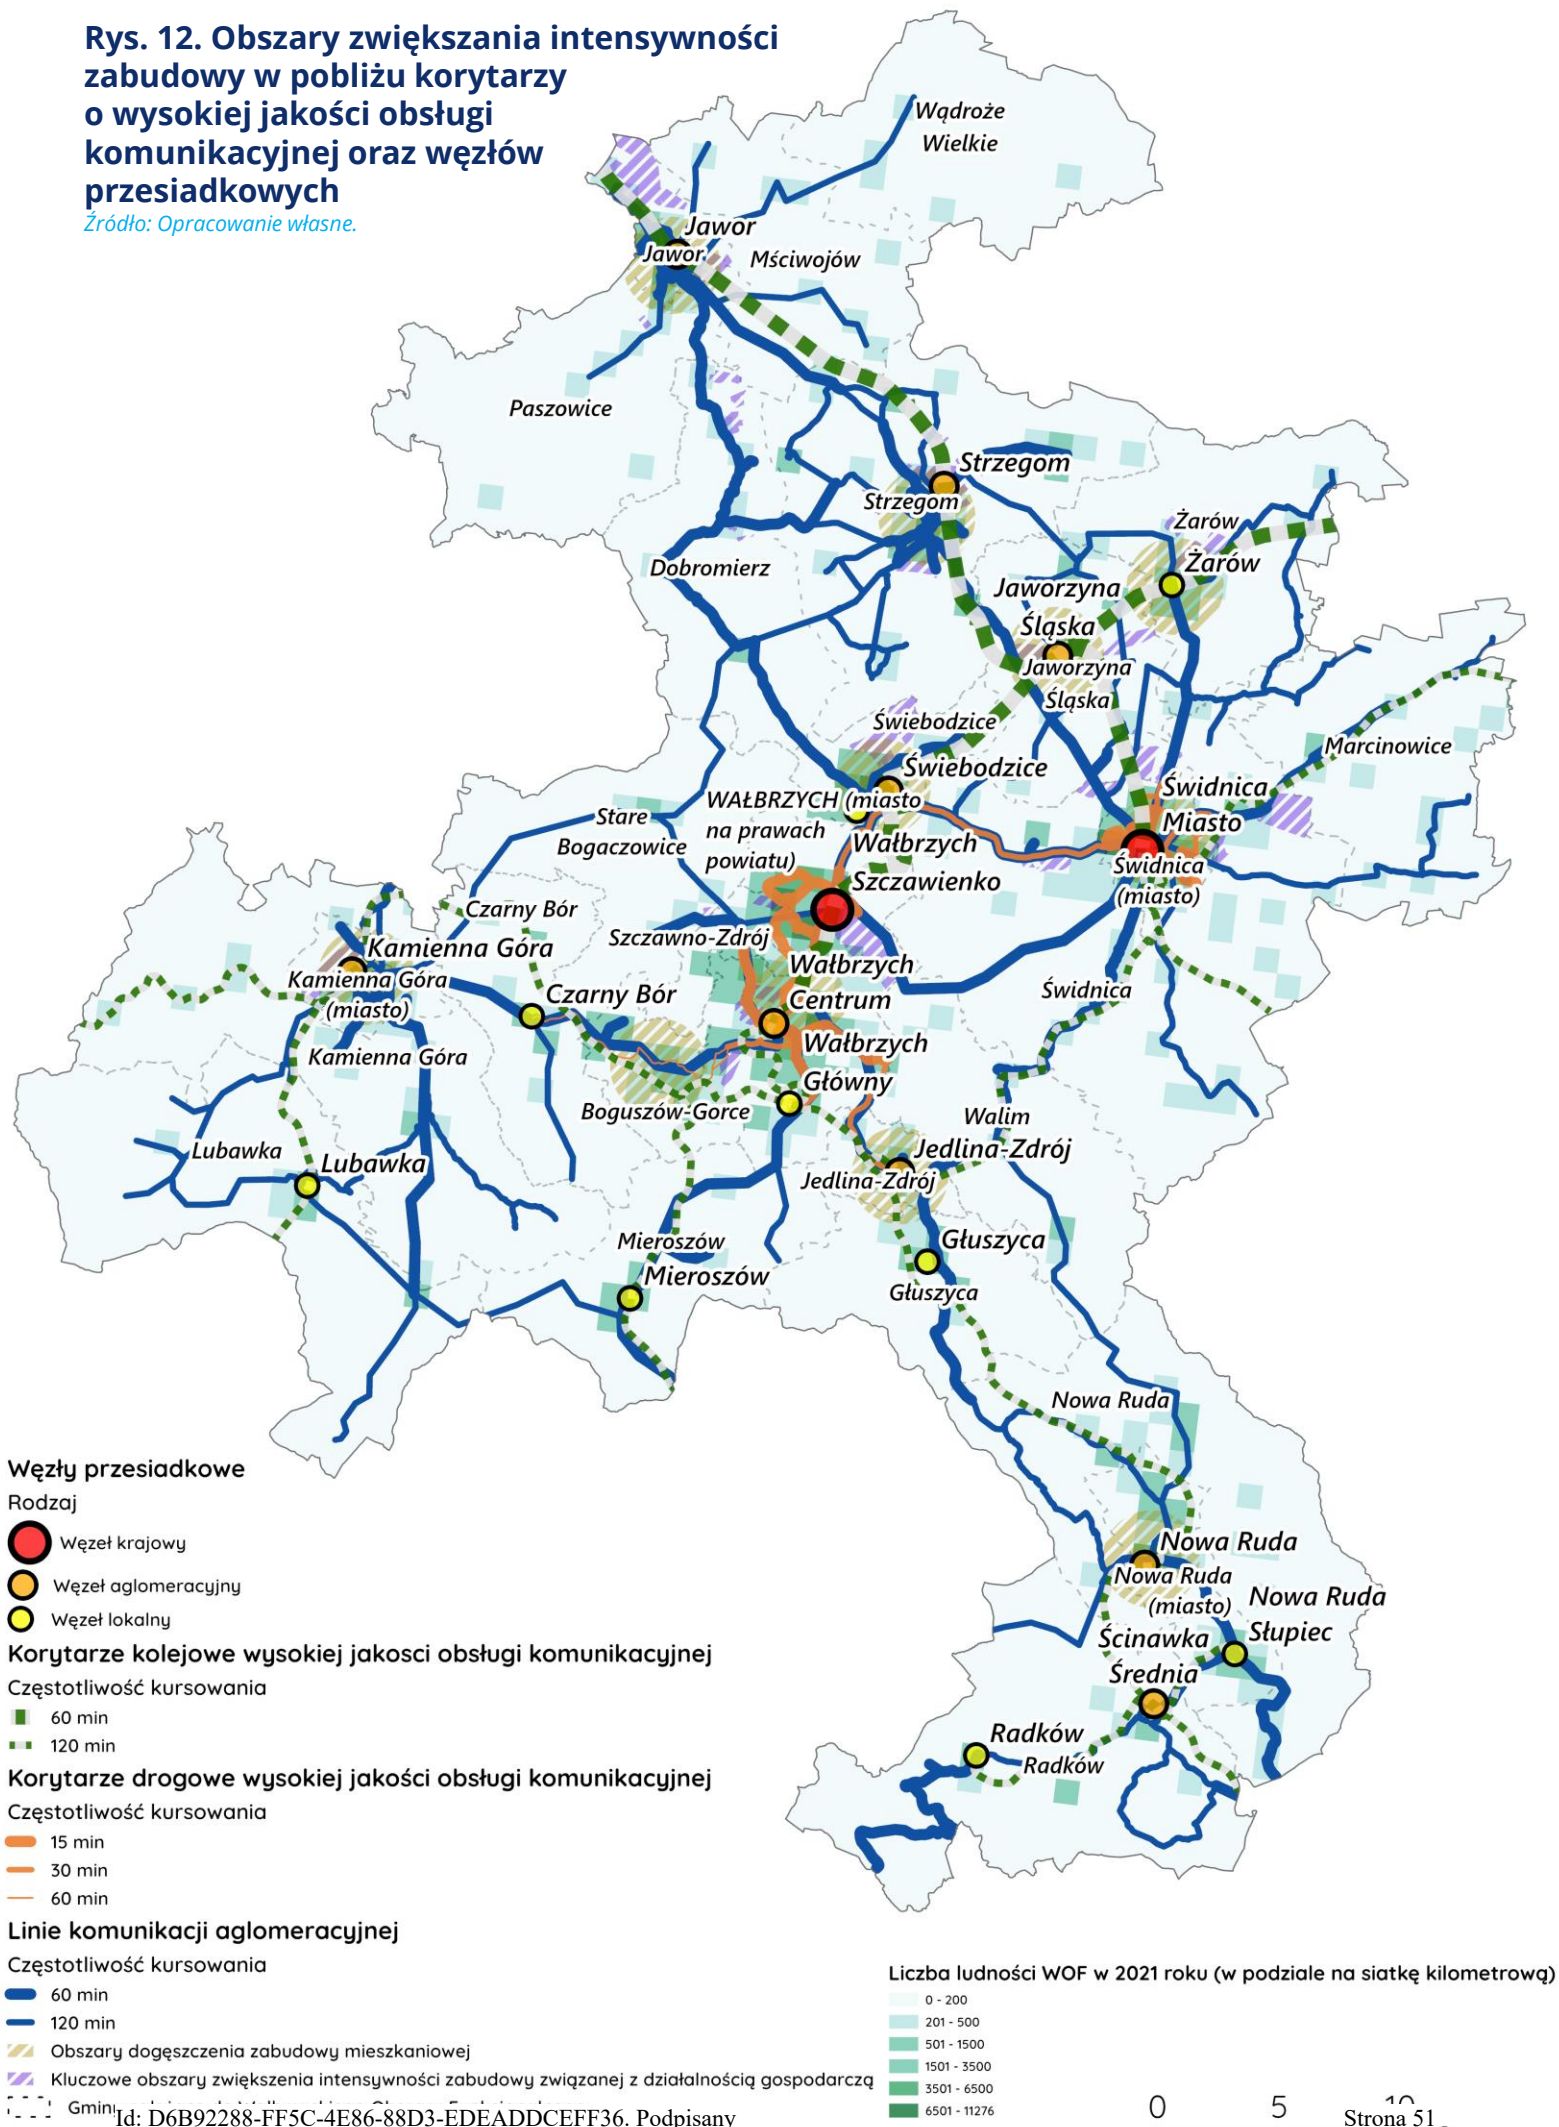 Rys. 12. Obszary zwiększania intensywności
zabudowy w pobliżu korytarzy
o wysokiej jakości obsługi
komunikacyjnej oraz węzłów
przesiadkowych
Źródło: Opracowanie własne.
Wądroże
Wielkie
Jawor
Jawor
Mściwojów
Paszowice
Strzegom
Strzegom
Żarów
Żarów
Dobromierz
Jaworzyna
Śląska
Jaworzyna
Śląska
Świebodzice
Świebodzice
Marcinowice
Świdnica
Miasto
Świdnica
(miasto)
WAŁBRZYCH (miasto
na prawach
powiatu)
Stare
Bogaczowice
Wałbrzych
Szczawienko
Czarny Bór
Szczawno-Zdrój
Kamienna Góra
Kamienna Góra
(miasto)
Wałbrzych
Centrum
Czarny Bór
Świdnica
Kamienna Góra
Wałbrzych
Główny
Boguszów-Gorce
Walim
Lubawka
Lubawka
Jedlina-Zdrój
Jedlina-Zdrój
Mieroszów
Mieroszów
Głuszyca
Głuszyca
Nowa Ruda
Nowa Ruda
Nowa Ruda
(miasto)
Nowa Ruda
Słupiec
Ścinawka
Średnia
Radków
Radków
Węzły przesiadkowe
Rodzaj
Węzeł krajowy
Węzeł aglomeracyjny
Węzeł lokalny
Korytarze kolejowe wysokiej jakosci obsługi komunikacyjnej
Częstotliwość kursowania
60 min
120 min
Korytarze drogowe wysokiej jakości obsługi komunikacyjnej
Częstotliwość kursowania
15 min
30 min
60 min
Linie komunikacji aglomeracyjnej
Częstotliwość kursowania
60 min
120 min
Obszary dogęszczenia zabudowy mieszkaniowej
Kluczowe obszary zwiększenia intensywności zabudowy związanej z działalnością gospodarczą
Liczba ludności WOF w 2021 roku (w podziale na siatkę kilometrową)
0 - 200
201 - 500
501 - 1500
1501 - 3500
3501 - 6500
6501 - 11276
0 5 10
Id: D6B92288-FF5C-4E86-88D3-EDEADDCEFF36. Podpisany
Strona 51